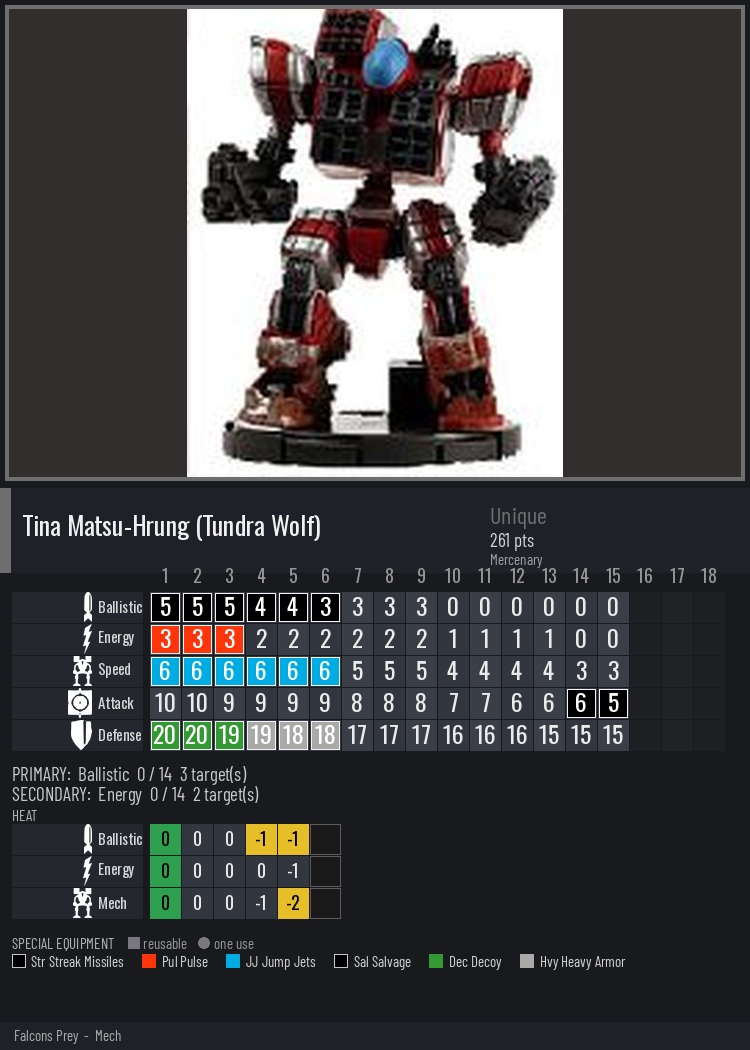 Tina Matsu-Hrung (Tundra Wolf)
Unique
261 pts
Mercenary
1 2 3 4 5 6 7 8 9 10 11 12 13 14 15 16 17 18
Ballistic 5 5 5 4 4 3 3 3 3 0 0 0 0 0 0
Energy 3 3 3 2 2 2 2 2 2 1 1 1 1 0 0
Speed 6 6 6 6 6 6 5 5 5 4 4 4 4 3 3
Attack 10 10 9 9 9 9 8 8 8 7 7 6 6 6 5
Defense 20 20 19 19 18 18 17 17 17 16 16 16 15 15 15
PRIMARY: Ballistic 0 / 14 3 target(s)
SECONDARY: Energy 0 / 14 2 target(s)
HEAT
Ballistic 0 0 0 -1 -1
Energy 0 0 0 0 -1
Mech 0 0 0 -1 -2
SPECIAL EQUIPMENT reusable one use
Str Streak Missiles Pul Pulse JJ Jump Jets Sal Salvage Dec Decoy Hvy Heavy Armor
Falcons Prey - Mech